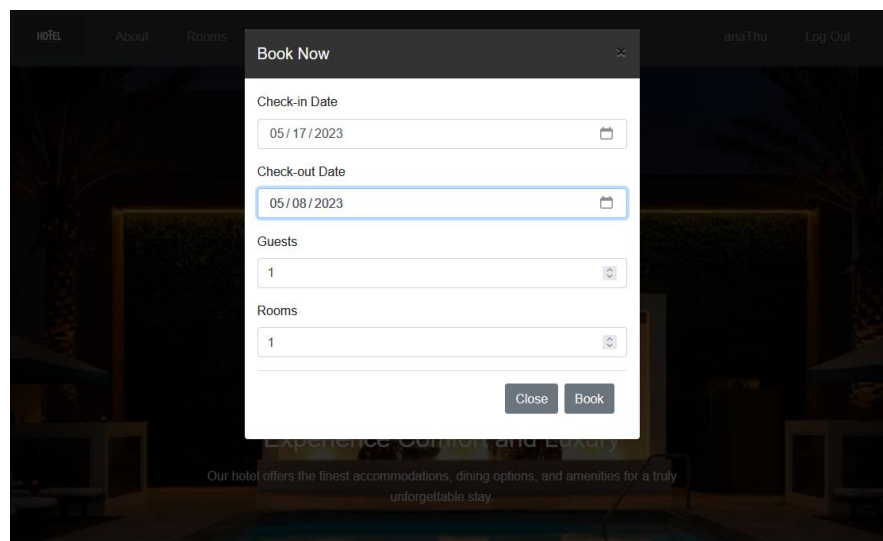 HOTEL About Rooms anaThu Log Out
Book Now ×
Check-in Date
05/17/2023
Check-out Date
05/08/2023
Guests
1
Rooms
1
Close Book
Experience Comfort and Luxury
Our hotel offers the finest accommodations, dining options, and amenities for a truly
unforgettable stay.